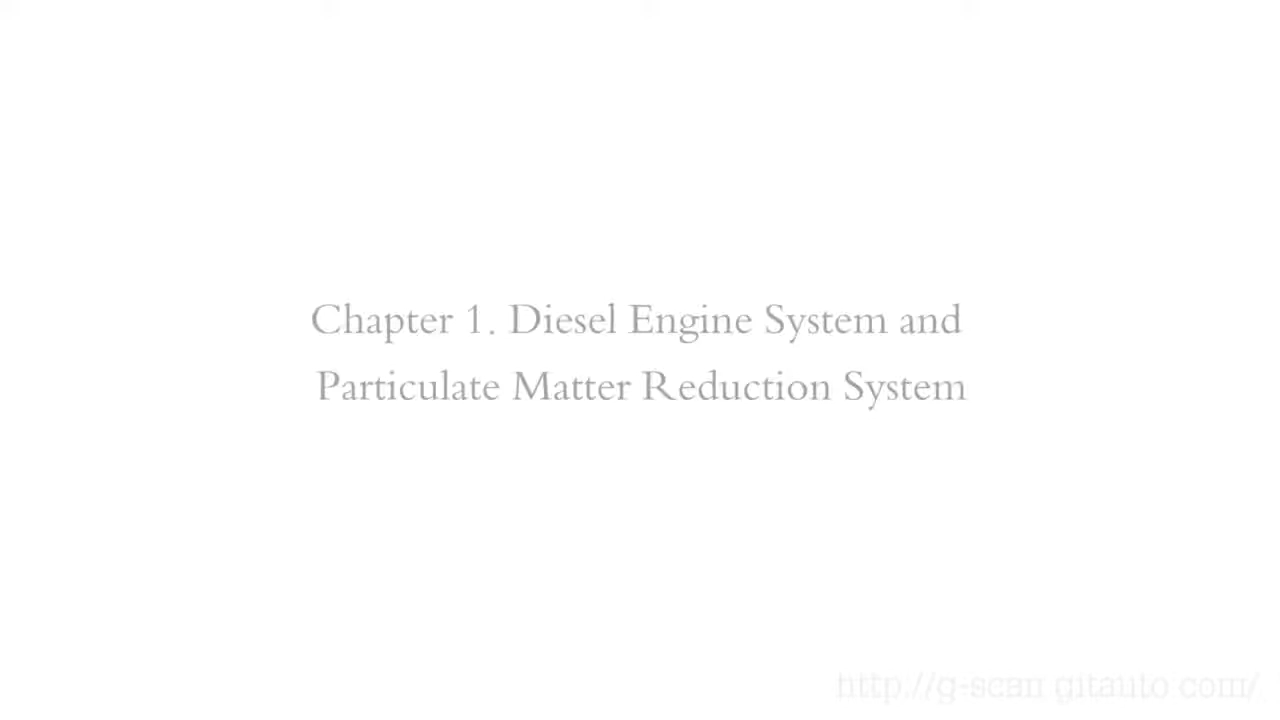 Chapter 1. Diesel Engine System and
Particulate Matter Reduction System
http://g-scan.gitauto.com/